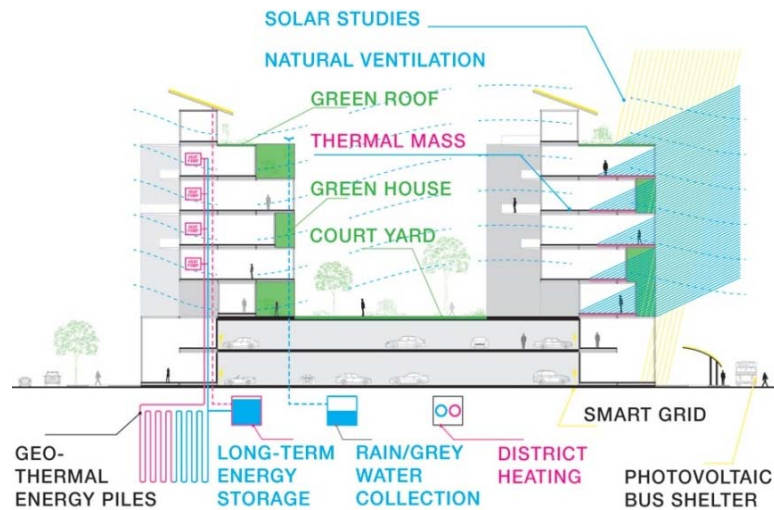 SOLAR STUDIES
NATURAL VENTILATION
GREEN ROOF
THERMAL MASS
GREEN HOUSE
COURT YARD
SMART GRID
GEO-
THERMAL
ENERGY PILES
LONG-TERM
ENERGY
STORAGE
RAIN/GREY
WATER
COLLECTION
DISTRICT
HEATING
PHOTOVOLTAIC
BUS SHELTER